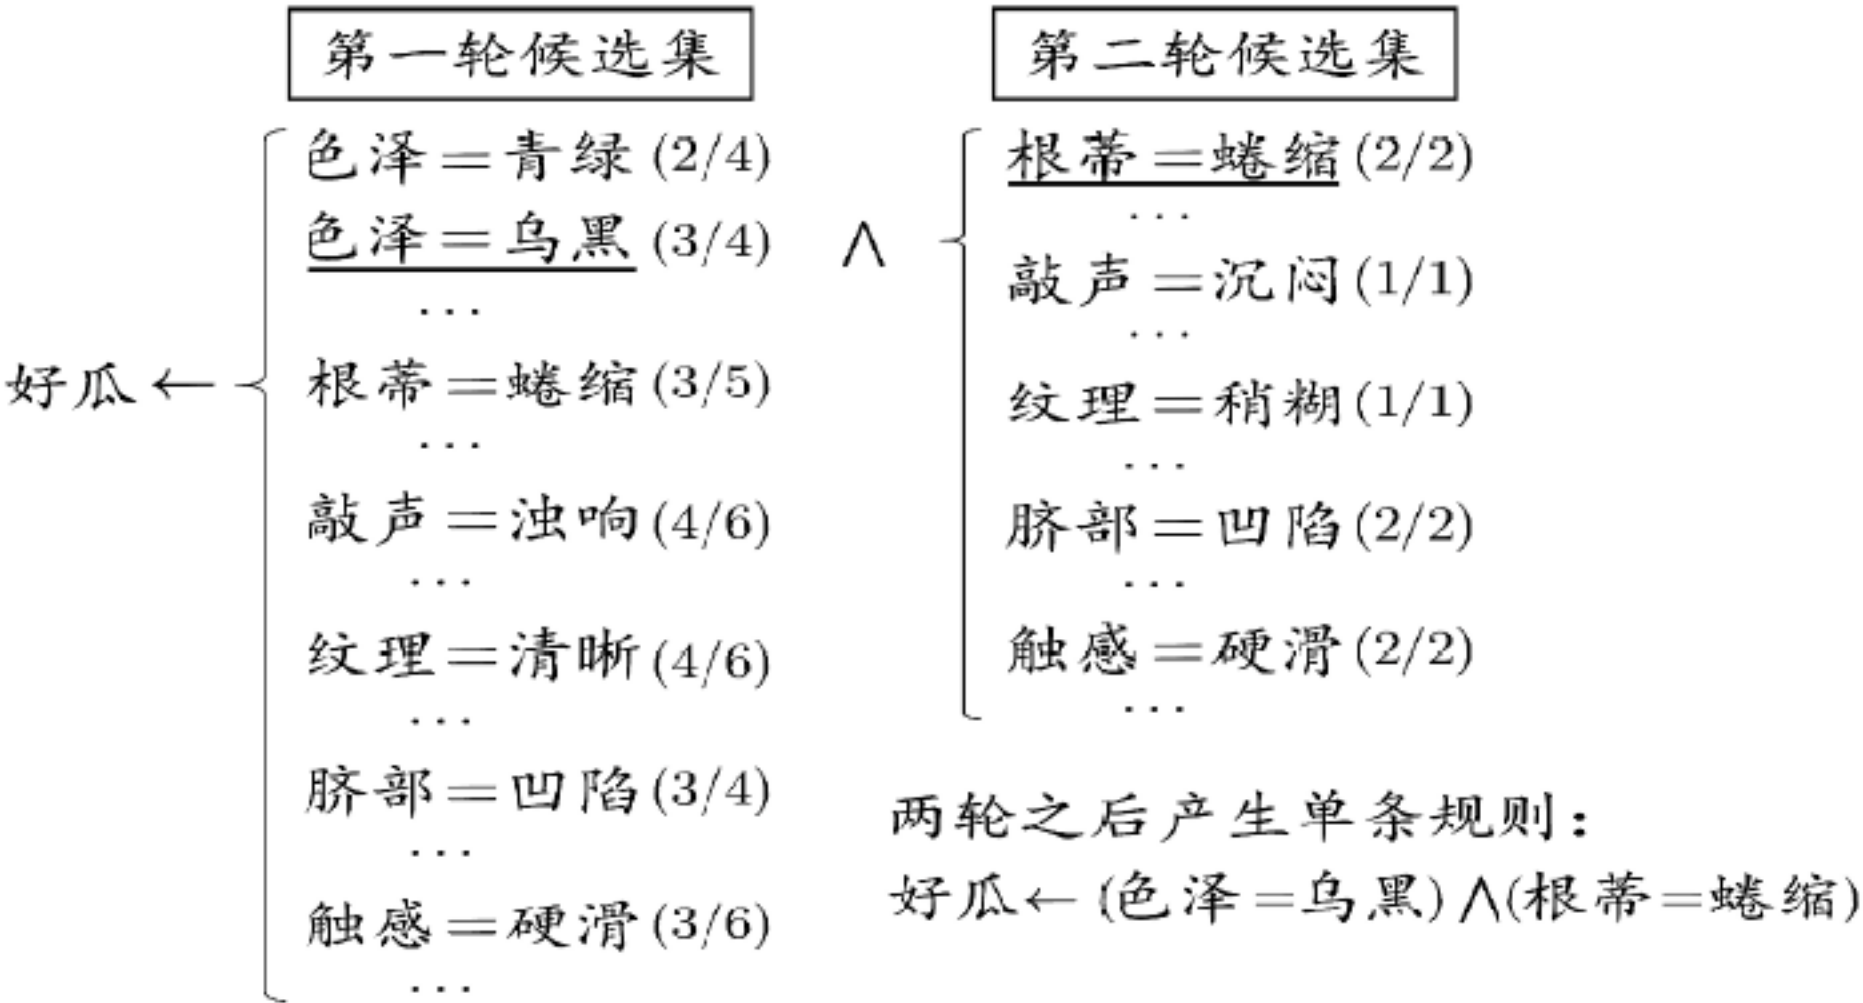 第一轮候选集
色泽=青绿(2/4)
色泽=乌黑(3/4)
...
根蒂=蜷缩(3/5)
...
敲声=浊响(4/6)
...
纹理=清晰(4/6)
...
脐部=凹陷(3/4)
...
触感=硬滑(3/6)
...
好瓜←
∧
第二轮候选集
根蒂=蜷缩(2/2)
...
敲声=沉闷(1/1)
...
纹理=稍糊(1/1)
...
脐部=凹陷(2/2)
...
触感=硬滑(2/2)
...
两轮之后产生单条规则:
好瓜←(色泽=乌黑)∧(根蒂=蜷缩)